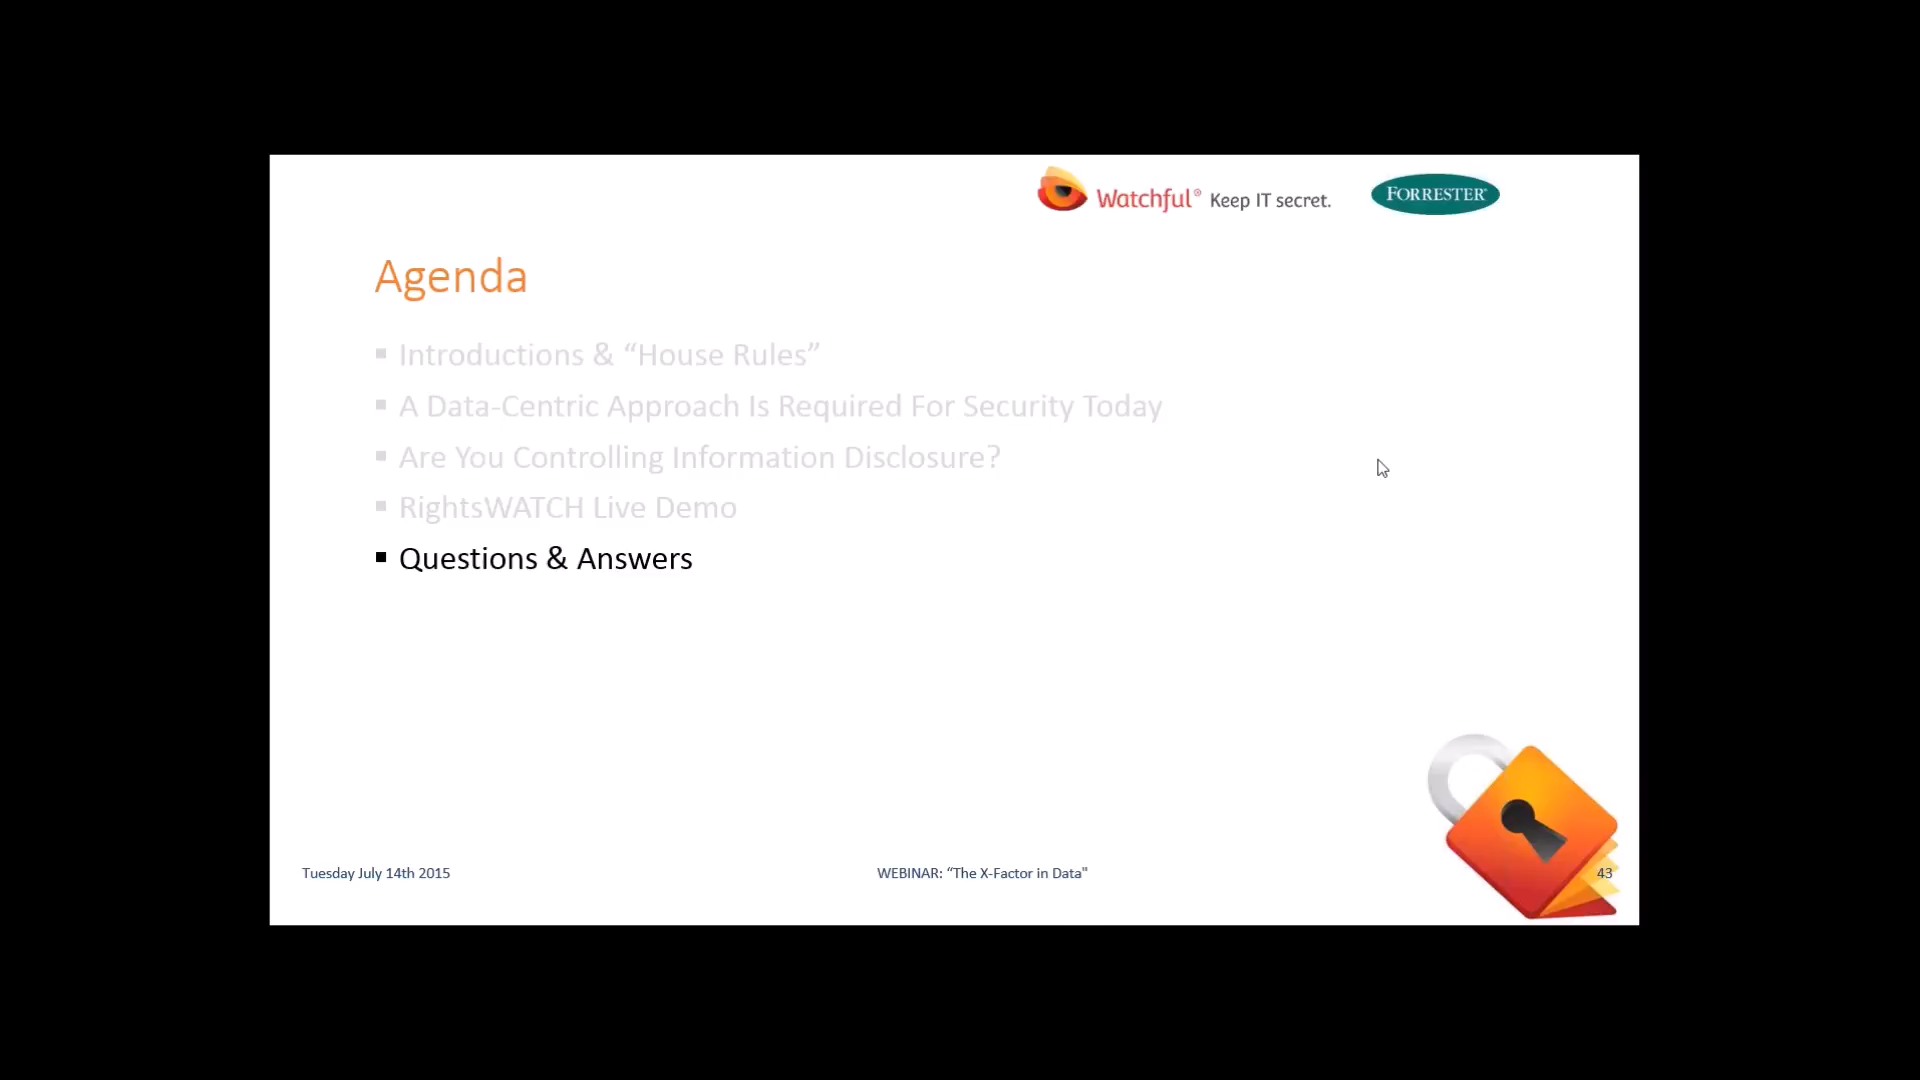 Watchful® Keep IT secret.
FORRESTER®
Agenda
▪ Introductions & “House Rules”
▪ A Data-Centric Approach Is Required For Security Today
▪ Are You Controlling Information Disclosure?
▪ RightsWATCH Live Demo
▪ Questions & Answers
Tuesday July 14th 2015
WEBINAR: “The X-Factor in Data"
43